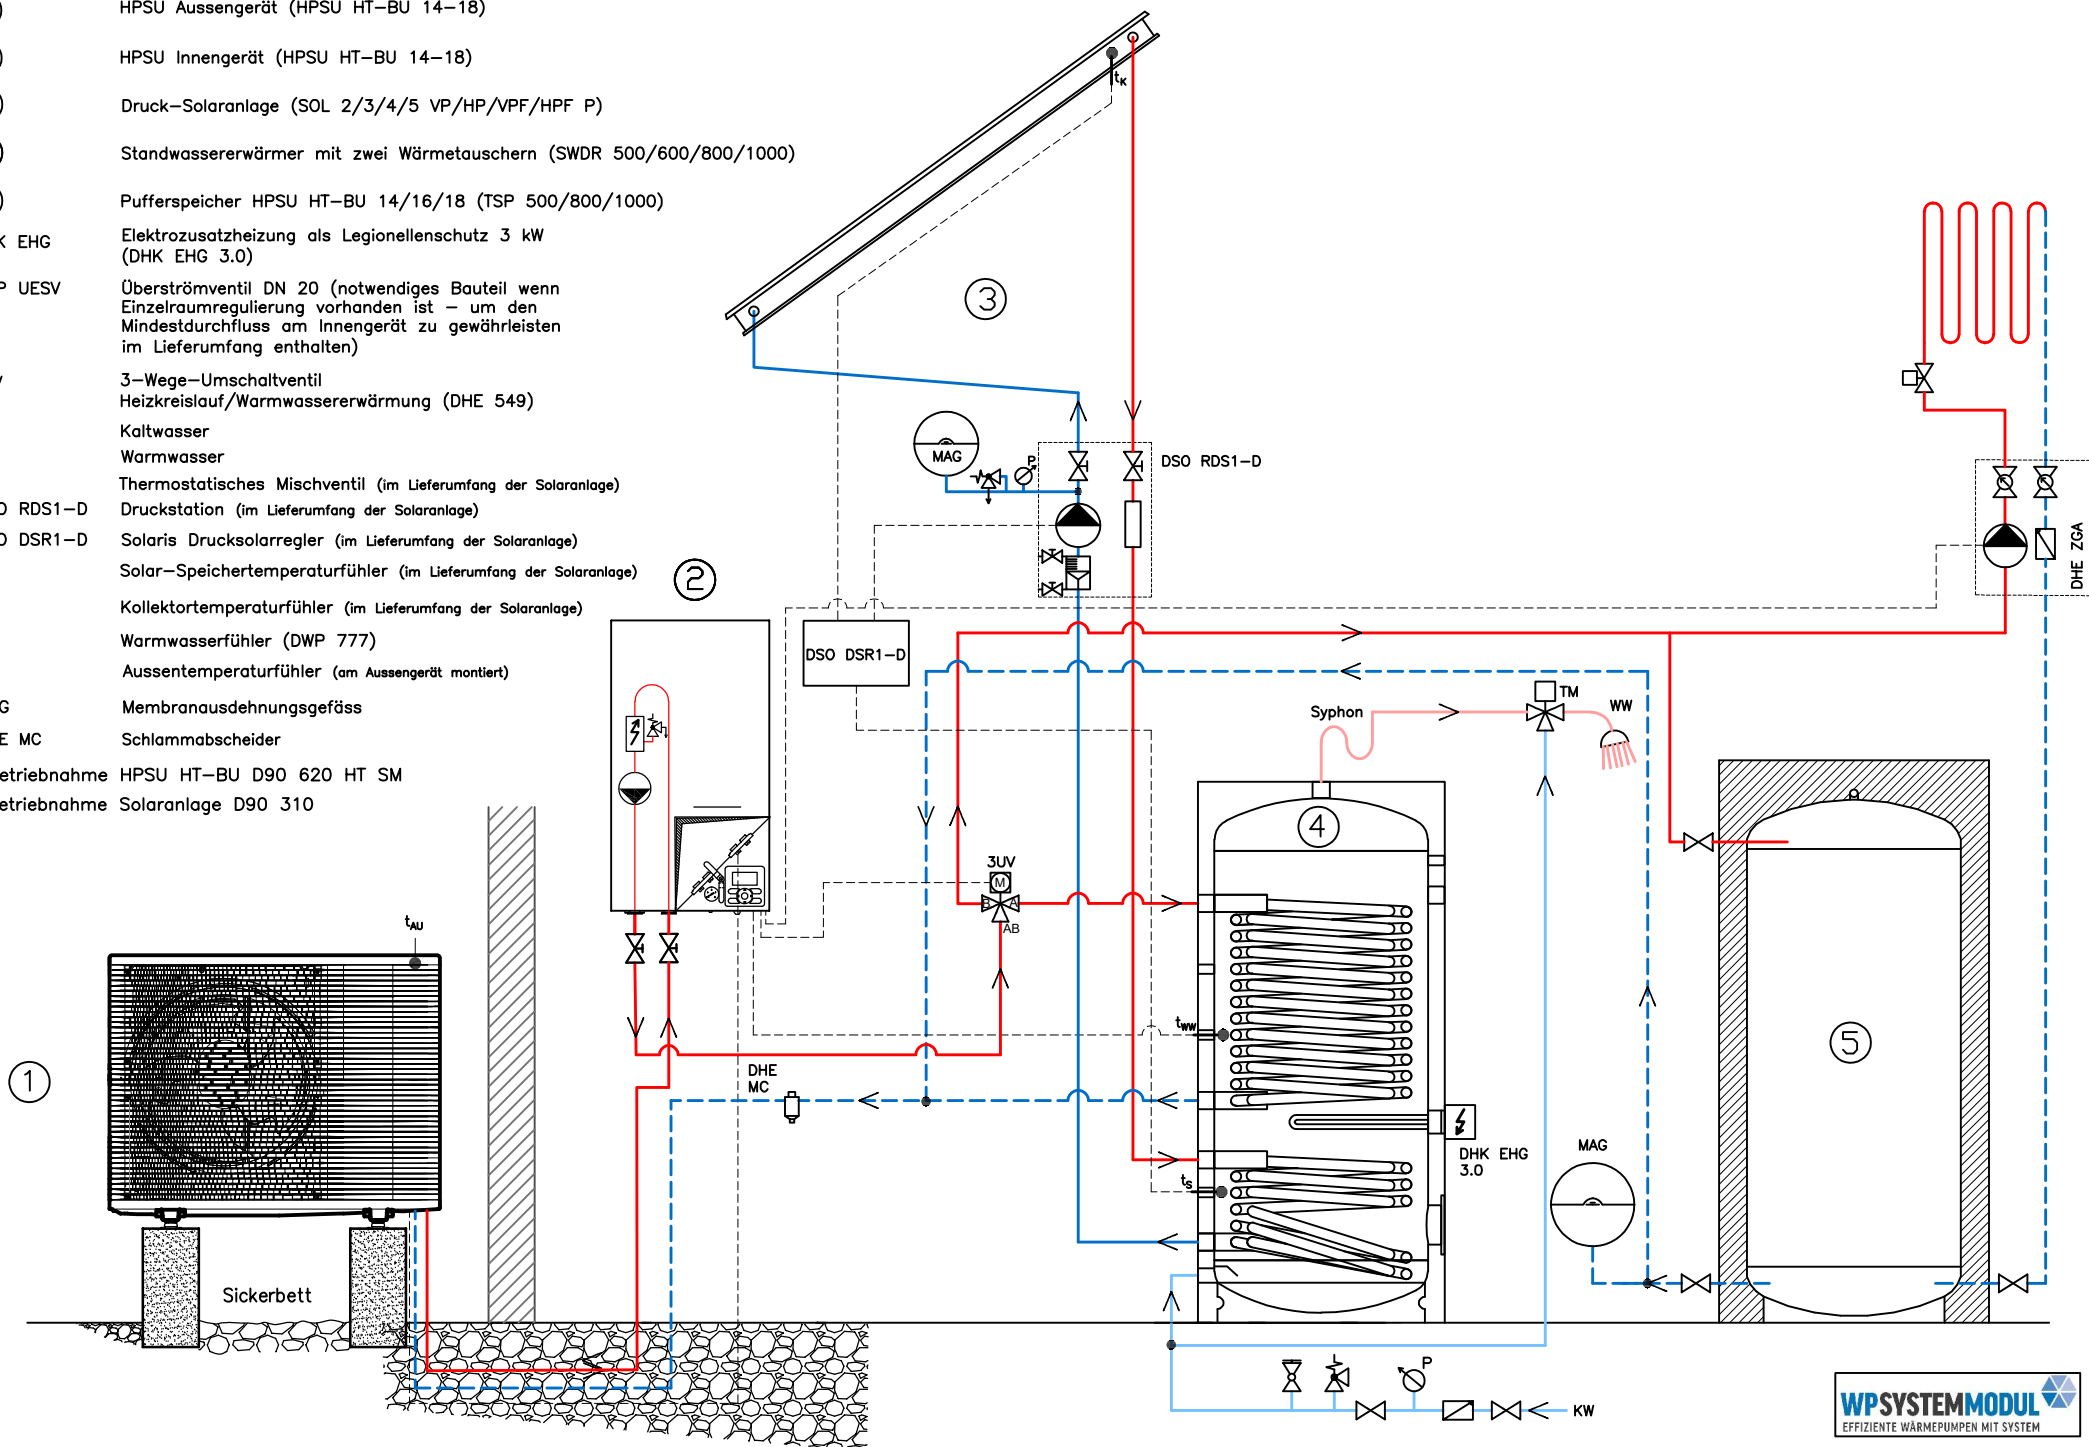 HPSU Aussengerät (HPSU HT-BU 14-18)
HPSU Innengerät (HPSU HT-BU 14-18)
Druck-Solaranlage (SOL 2/3/4/5 VP/HP/VPF/HPF P)
Standwassererwärmer mit zwei Wärmetauschern (SWDR 500/600/800/1000)
Pufferspeicher HPSU HT-BU 14/16/18 (TSP 500/800/1000)
K EHG Elektrozusatzheizung als Legionellenschutz 3 kW
(DHK EHG 3.0)
P UESV Überströmventil DN 20 (notwendiges Bauteil wenn
Einzelraumregulierung vorhanden ist - um den
Mindestdurchfluss am Innengerät zu gewährleisten
im Lieferumfang enthalten)
3-Wege-Umschaltventil
Heizkreislauf/Warmwassererwärmung (DHE 549)
Kaltwasser
Warmwasser
Thermostatisches Mischventil (im Lieferumfang der Solaranlage)
O RDS1-D Druckstation (im Lieferumfang der Solaranlage)
O DSR1-D Solaris Drucksolarregler (im Lieferumfang der Solaranlage)
Solar-Speichertemperaturfühler (im Lieferumfang der Solaranlage)
Kollektortemperaturfühler (im Lieferumfang der Solaranlage)
Warmwasserfühler (DWP 777)
Aussentemperaturfühler (am Aussengerät montiert)
G Membranausdehnungsgefäss
E MC Schlammabscheider
etriebnahme HPSU HT-BU D90 620 HT SM
etriebnahme Solaranlage D90 310
tK
3
MAG
P
DSO RDS1-D
DHE ZGA
2
DSO DSR1-D
TM
Syphon
WW
4
3UV
M
B
A
AB
tAU
1
tWW
5
DHE
MC
DHK EHG
3.0
MAG
tS
Sickerbett
P
KW
WPSYSTEMMODUL
EFFIZIENTE WÄRMEPUMPEN MIT SYSTEM